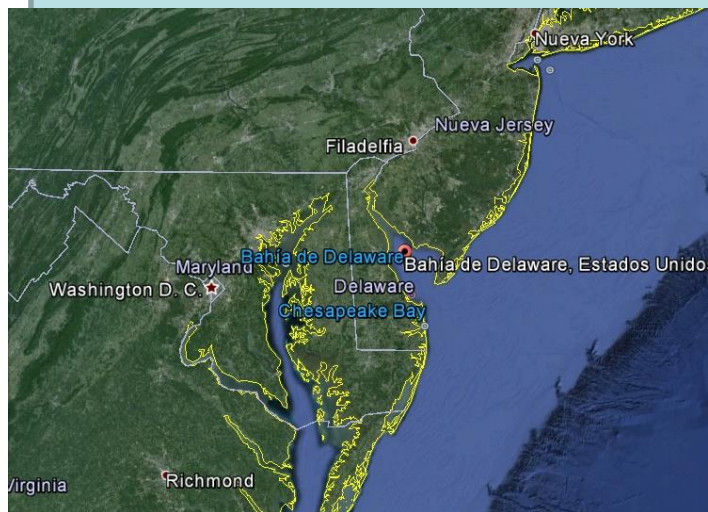 Nueva York
Nueva Jersey
Filadelfia
Bahía de Delaware
Bahía de Delaware, Estados Unidos
Maryland
Washington D. C.
Delaware
Chesapeake Bay
Richmond
Virginia